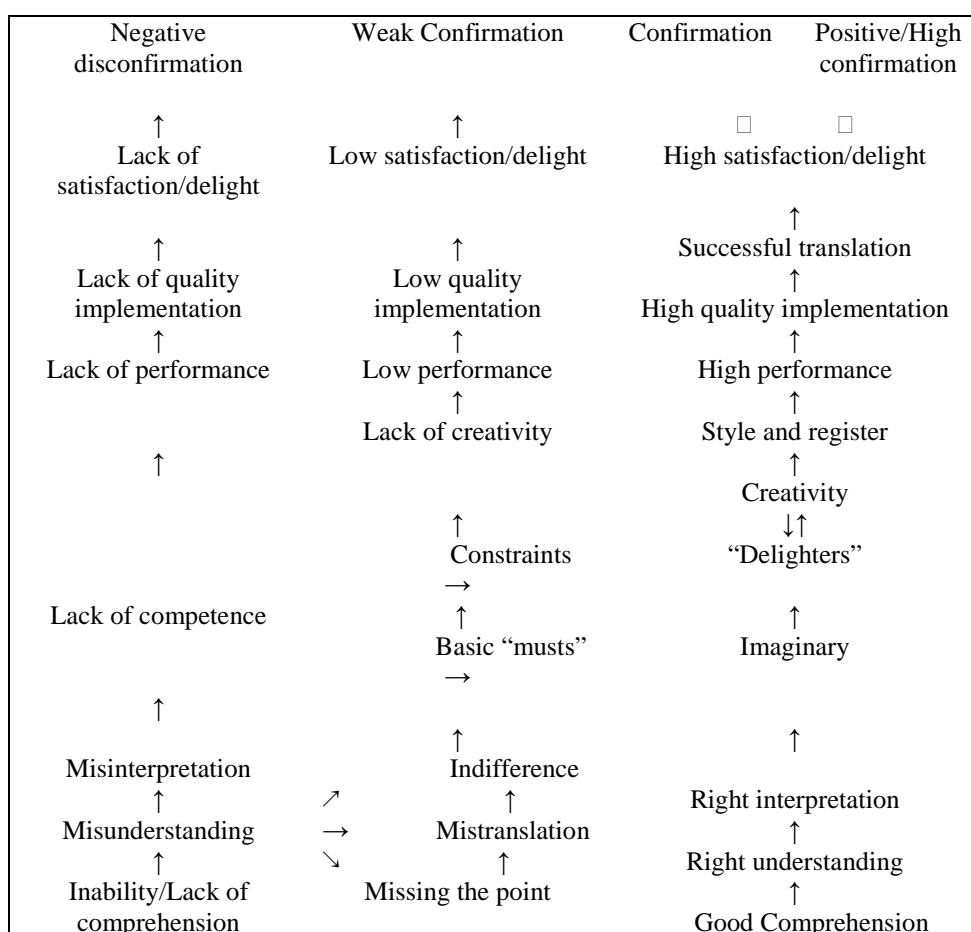 Negative Weak Confirmation Confirmation Positive/High
disconfirmation confirmation
↑ ↑ □ □
Lack of Low satisfaction/delight High satisfaction/delight
satisfaction/delight
↑
↑ ↑ Successful translation
Lack of quality Low quality ↑
implementation implementation High quality implementation
↑ ↑ ↑
Lack of performance Low performance High performance
↑ ↑
Lack of creativity Style and register
↑ ↑
Creativity
↑ ↓↑
Constraints “Delighters”
→
Lack of competence ↑ ↑
Basic “musts” Imaginary
→
↑
↑ ↑
Misinterpretation Indifference
↑ ↗ ↑ Right interpretation
Misunderstanding → Mistranslation ↑
↑ ↘ ↑ Right understanding
Inability/Lack of Missing the point ↑
comprehension Good Comprehension